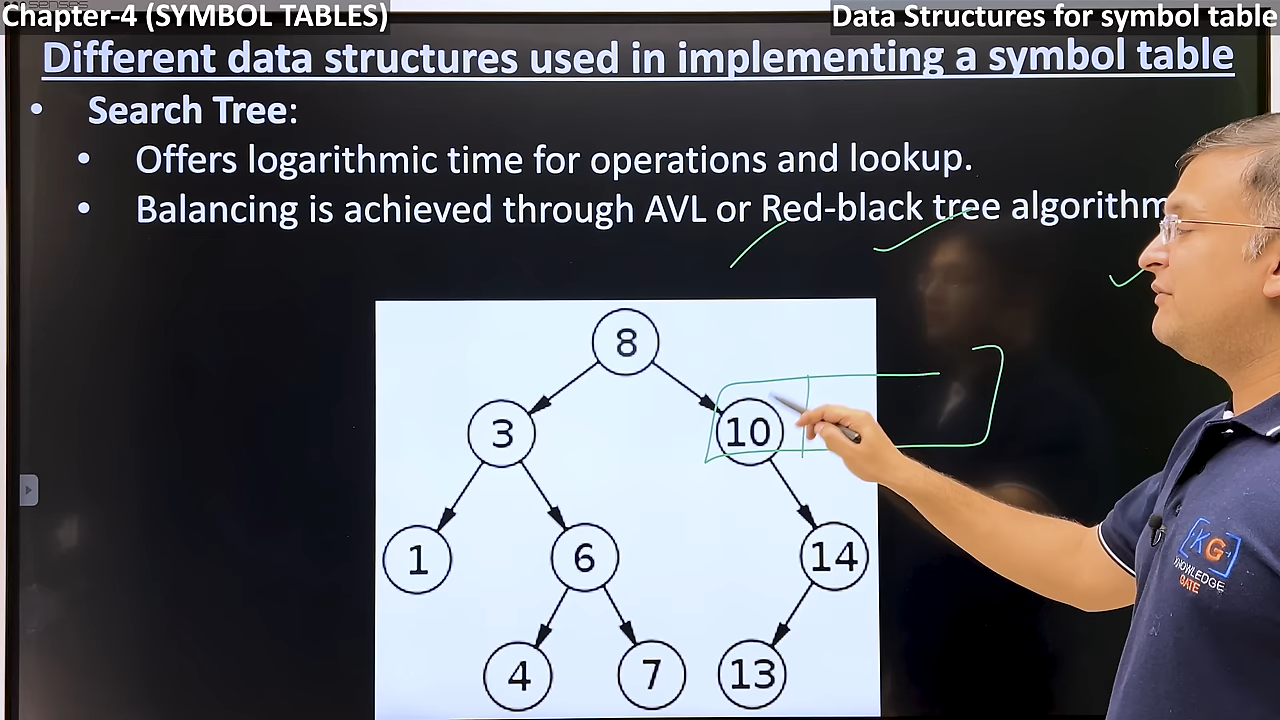 Chapter-4 (SYMBOL TABLES)
Data Structures for symbol table
Different data structures used in implementing a symbol table
• Search Tree:
• Offers logarithmic time for operations and lookup.
• Balancing is achieved through AVL or Red-black tree algorithm
8
3
10
1
6
14
4
7
13
KG
KNOWLEDGE
GATE